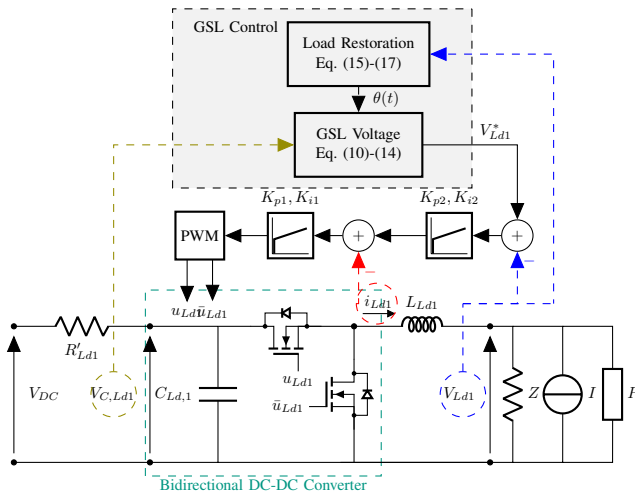 GSL Control
Load Restoration
Eq. (15)-(17)
θ(t)
GSL Voltage
Eq. (10)-(14)
V*Ld1
Kp1, Ki1
Kp2, Ki2
PWM
+
+
−
−
uLd1
ūLd1
iLd1
LLd1
R′Ld1
VDC
VC,Ld1
CLd,1
uLd1
ūLd1
VLd1
Z
I
Bidirectional DC-DC Converter